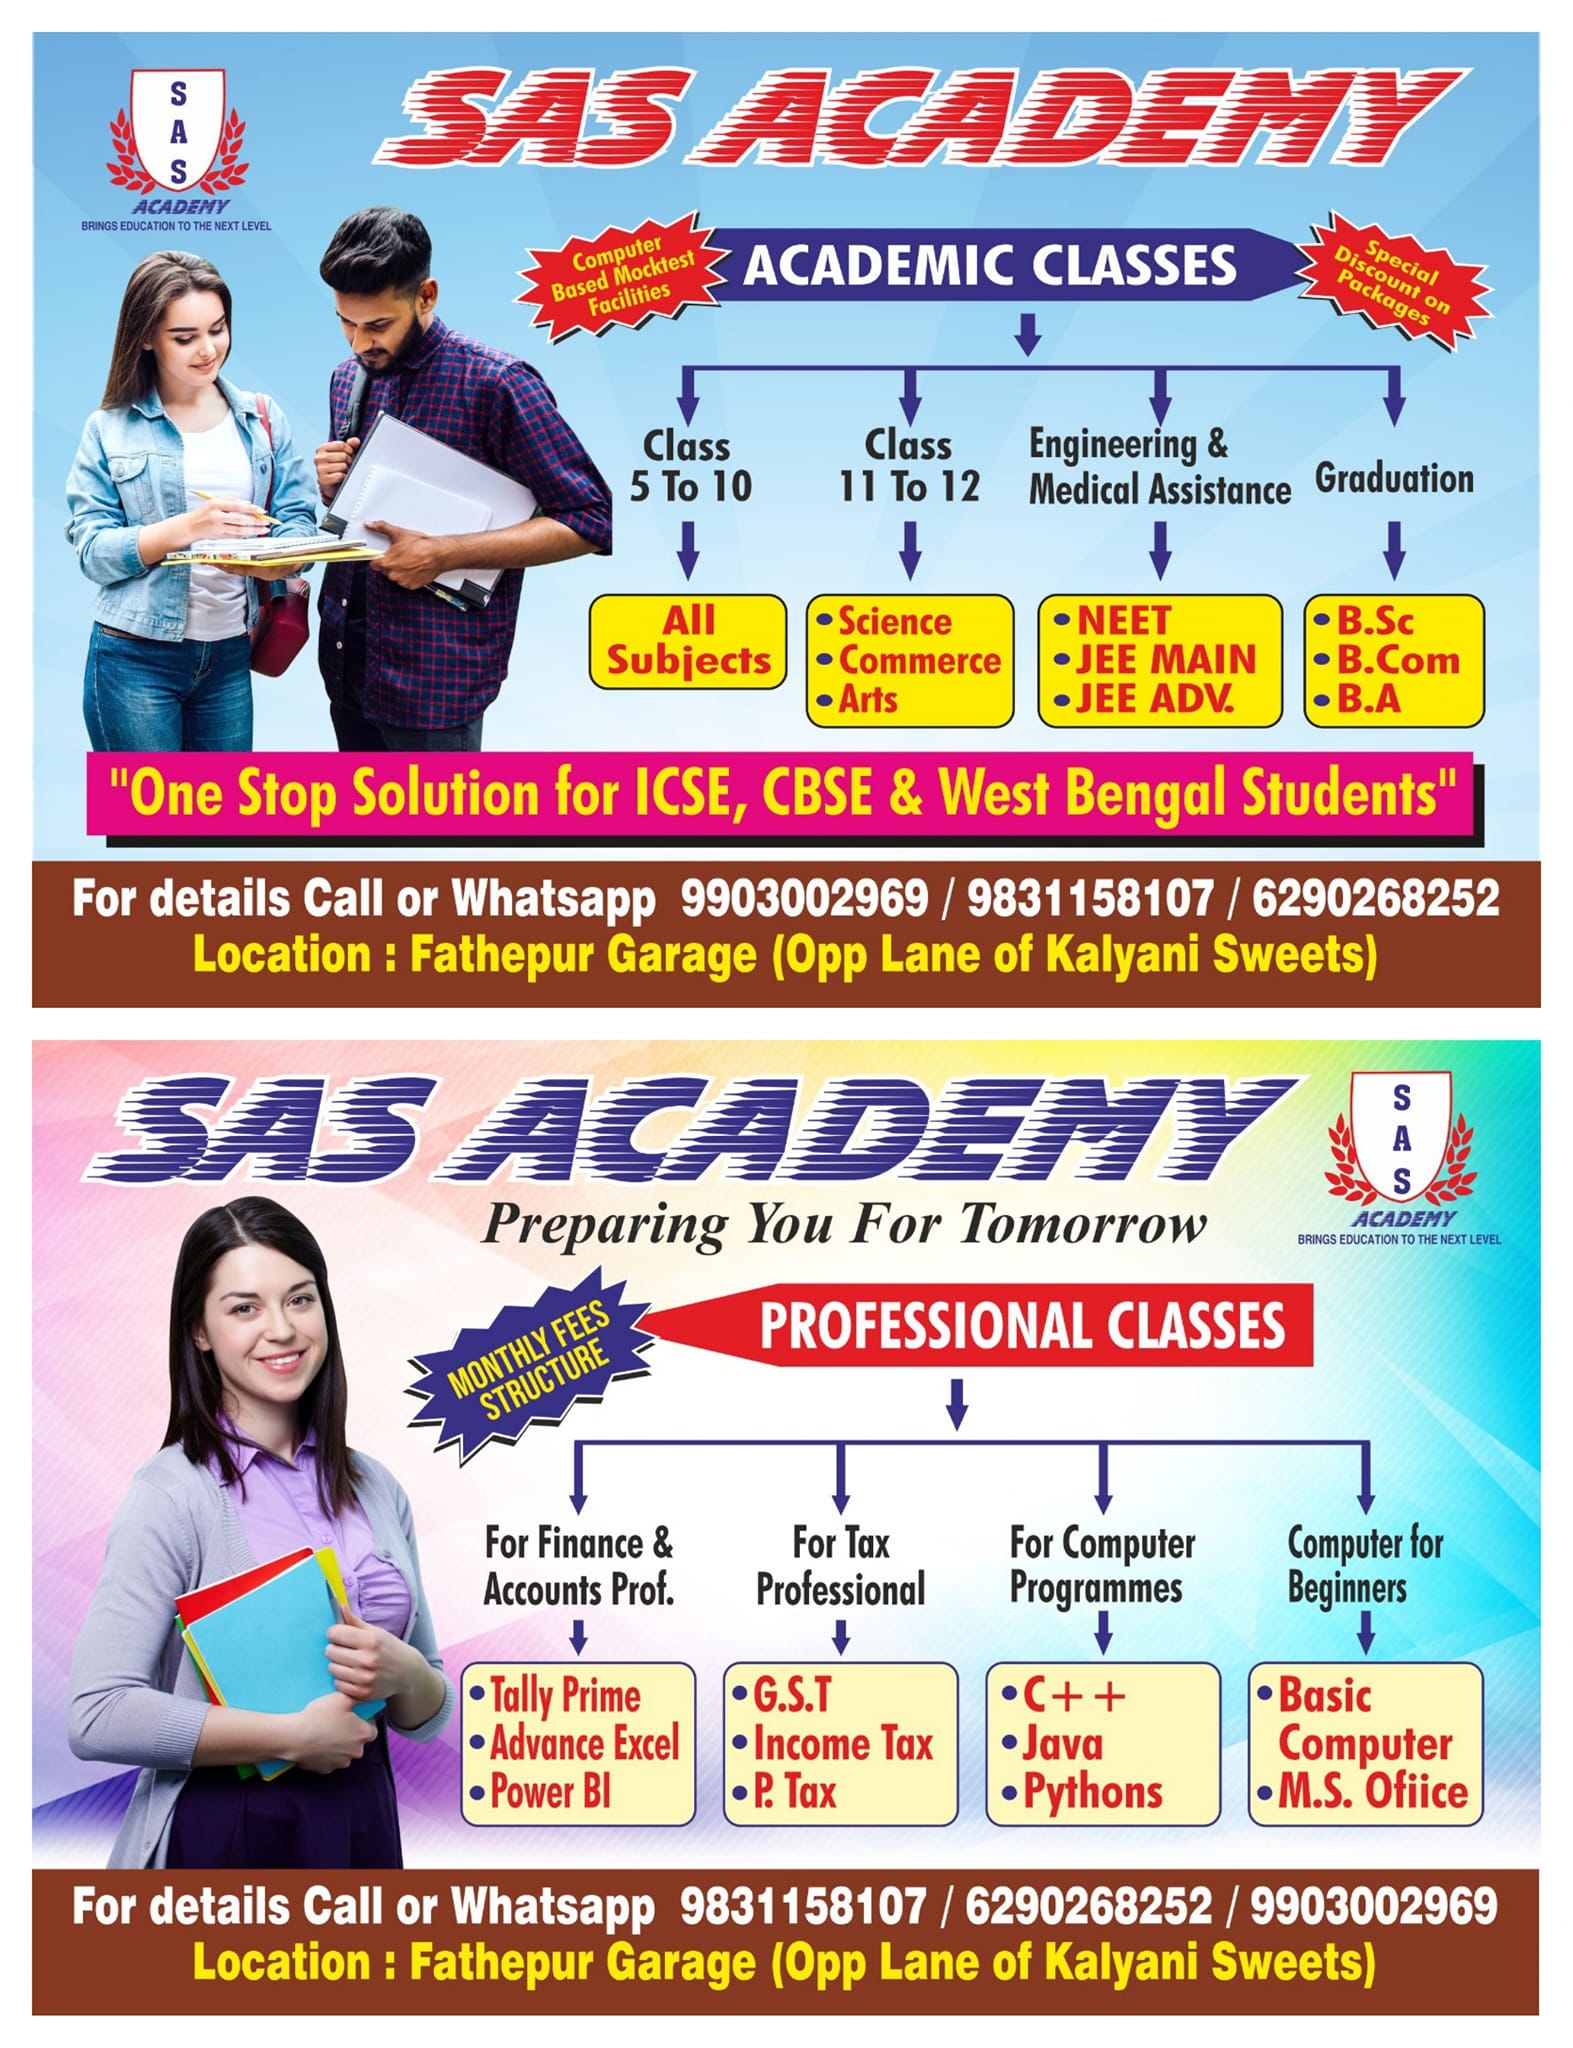 S
A
S
ACADEMY
BRINGS EDUCATION TO THE NEXT LEVEL
SAS ACADEMY
Computer
Based Mocktest
Facilities
ACADEMIC CLASSES
Special
Discount on
Packages
Class
5 To 10
Class
11 To 12
Engineering &
Medical Assistance
Graduation
All
Subjects
• Science
• Commerce
• Arts
• NEET
• JEE MAIN
• JEE ADV.
• B.Sc
• B.Com
• B.A
"One Stop Solution for ICSE, CBSE & West Bengal Students"
For details Call or Whatsapp 9903002969 / 9831158107 / 6290268252
Location : Fathepur Garage (Opp Lane of Kalyani Sweets)
SAS ACADEMY
Preparing You For Tomorrow
S
A
S
ACADEMY
BRINGS EDUCATION TO THE NEXT LEVEL
MONTHLY FEES
STRUCTURE
PROFESSIONAL CLASSES
For Finance &
Accounts Prof.
For Tax
Professional
For Computer
Programmes
Computer for
Beginners
• Tally Prime
• Advance Excel
• Power BI
• G.S.T
• Income Tax
• P. Tax
• C++
• Java
• Pythons
• Basic
Computer
• M.S. Ofiice
For details Call or Whatsapp 9831158107 / 6290268252 / 9903002969
Location : Fathepur Garage (Opp Lane of Kalyani Sweets)